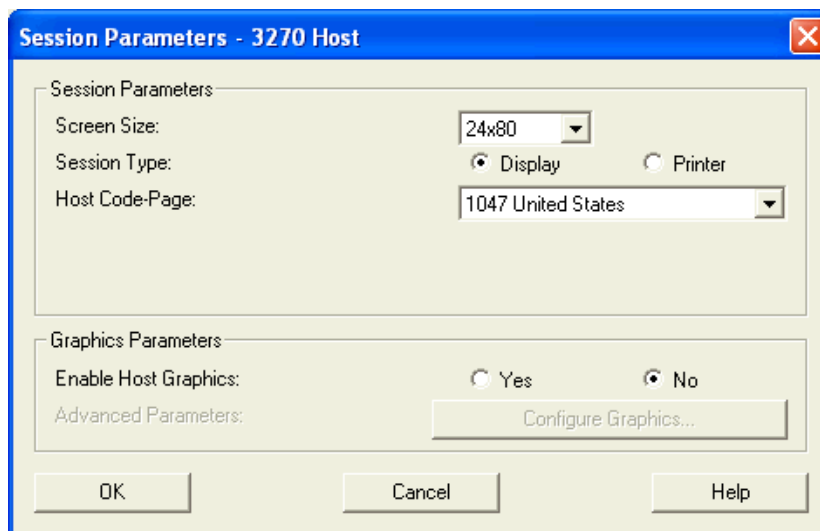 Session Parameters - 3270 Host
Session Parameters
Screen Size: 24x80
Session Type: Display Printer
Host Code-Page: 1047 United States
Graphics Parameters
Enable Host Graphics: Yes No
Advanced Parameters: Configure Graphics...
OK Cancel Help